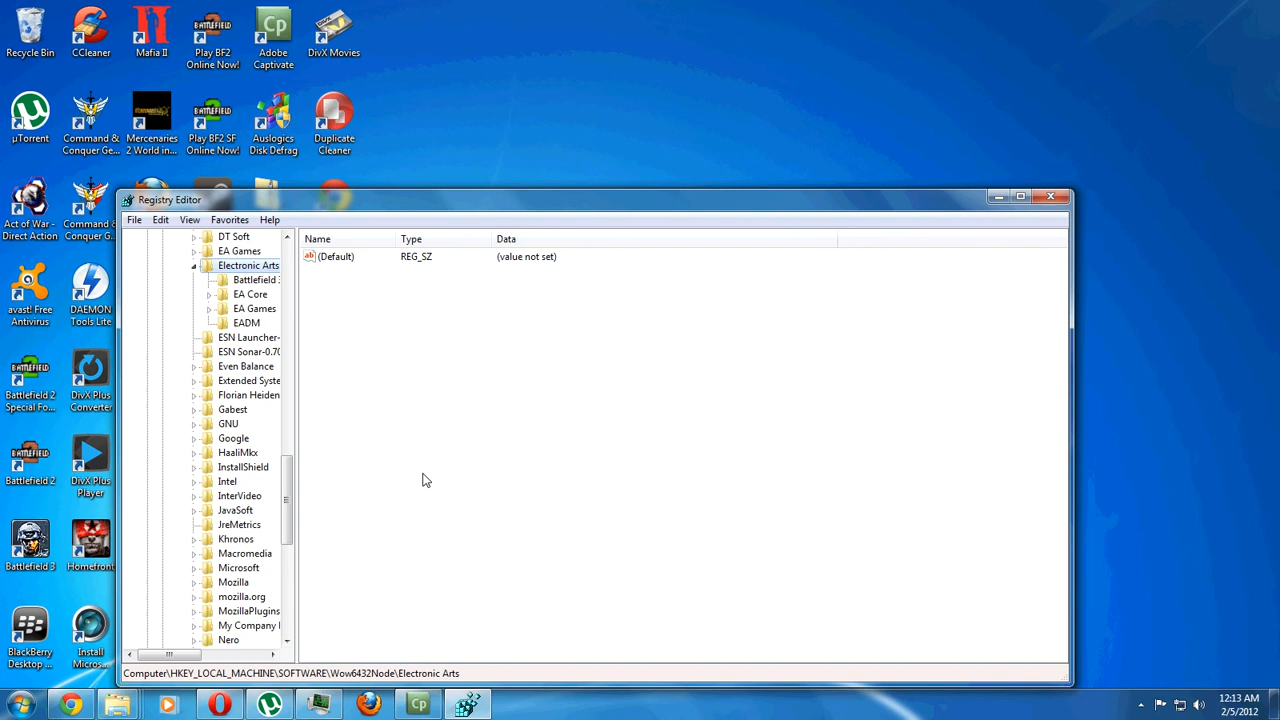 Recycle Bin
CCleaner
Mafia II
Play BF2
Online Now!
Adobe
Captivate
DivX Movies
µTorrent
Command &
Conquer Ge...
Mercenaries
2 World in...
Play BF2 SF
Online Now!
Auslogics
Disk Defrag
Duplicate
Cleaner
Act of War -
Direct Action
Command &
Conquer G...
avast! Free
Antivirus
DAEMON
Tools Lite
Battlefield 2
Special Fo...
DivX Plus
Converter
Battlefield 2
DivX Plus
Player
Battlefield 3
Homefront
BlackBerry
Desktop ...
Install
Micros...
Registry Editor
File Edit View Favorites Help
DT Soft
EA Games
Electronic Arts
Battlefield
EA Core
EA Games
EADM
ESN Launcher-
ESN Sonar-0.70
Even Balance
Extended Syste
Florian Heiden
Gabest
GNU
Google
HaaliMkx
InstallShield
Intel
InterVideo
JavaSoft
JreMetrics
Khronos
Macromedia
Microsoft
Mozilla
mozilla.org
MozillaPlugins
My Company
Nero
Name Type Data
(Default) REG_SZ (value not set)
Computer\HKEY_LOCAL_MACHINE\SOFTWARE\Wow6432Node\Electronic Arts
12:13 AM
2/5/2012